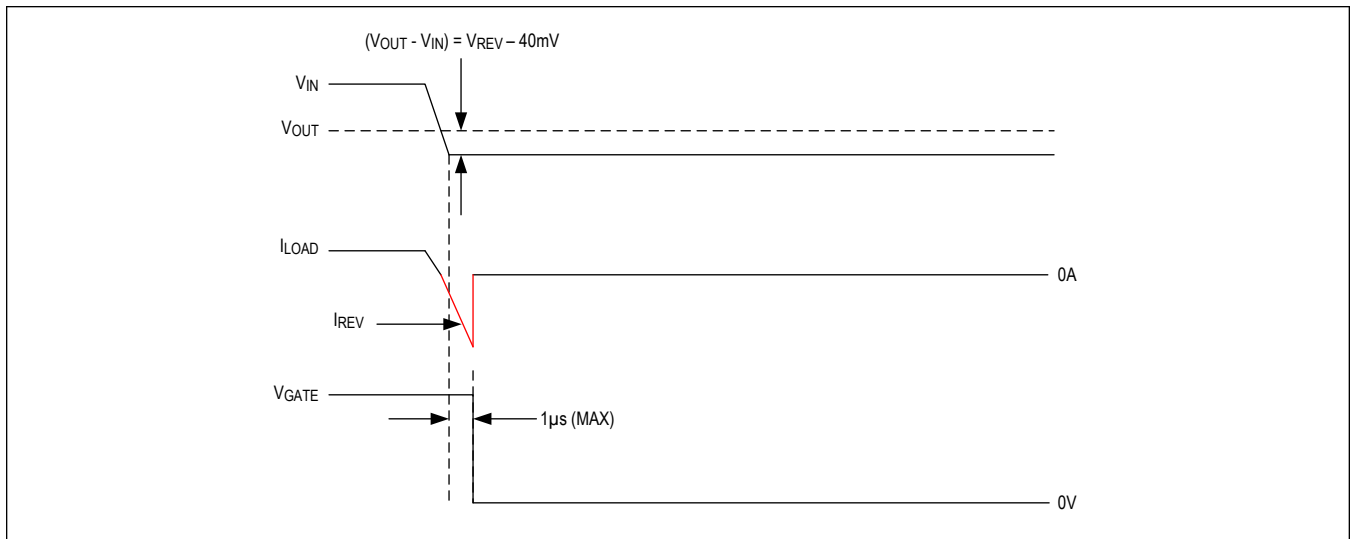 (VOUT - VIN) = VREV – 40mV
VIN
VOUT
ILOAD
0A
IREV
VGATE
1µs (MAX)
0V